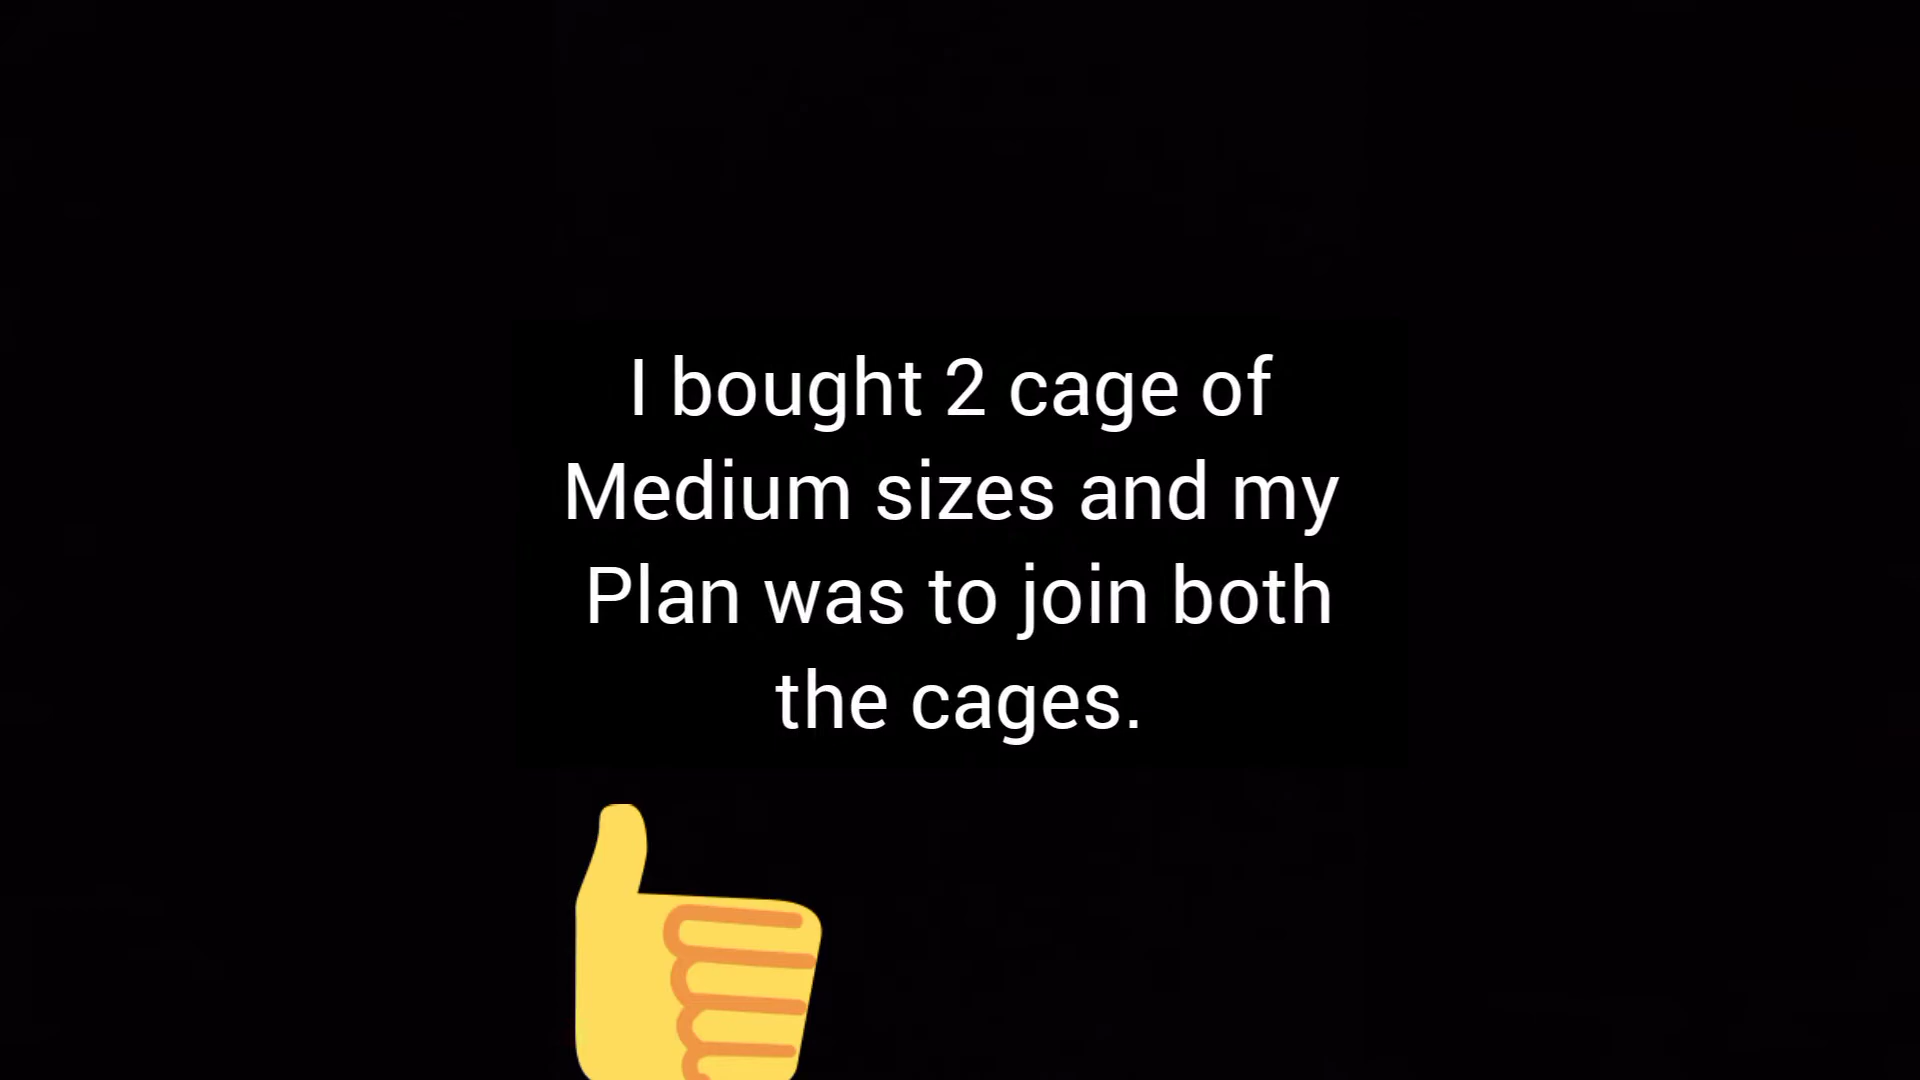 I bought 2 cage of
Medium sizes and my
Plan was to join both
the cages.